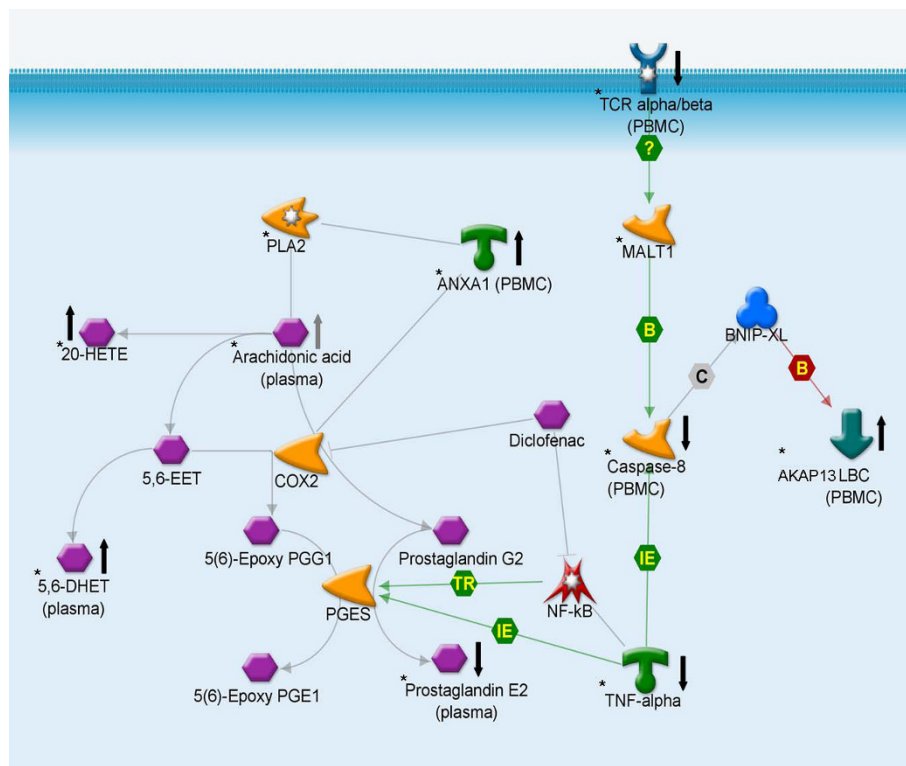 *TCR alpha/beta
(PBMC)
?
*PLA2
*ANXA1 (PBMC)
*MALT1
*20-HETE
*Arachidonic acid
(plasma)
B
BNIP-XL
C
B
Diclofenac
5,6-EET
COX2
*Caspase-8
(PBMC)
* AKAP13 LBC
(PBMC)
5(6)-Epoxy PGG1
Prostaglandin G2
*5,6-DHET
(plasma)
PGES
TR
NF-kB
IE
IE
5(6)-Epoxy PGE1
*Prostaglandin E2
(plasma)
*TNF-alpha